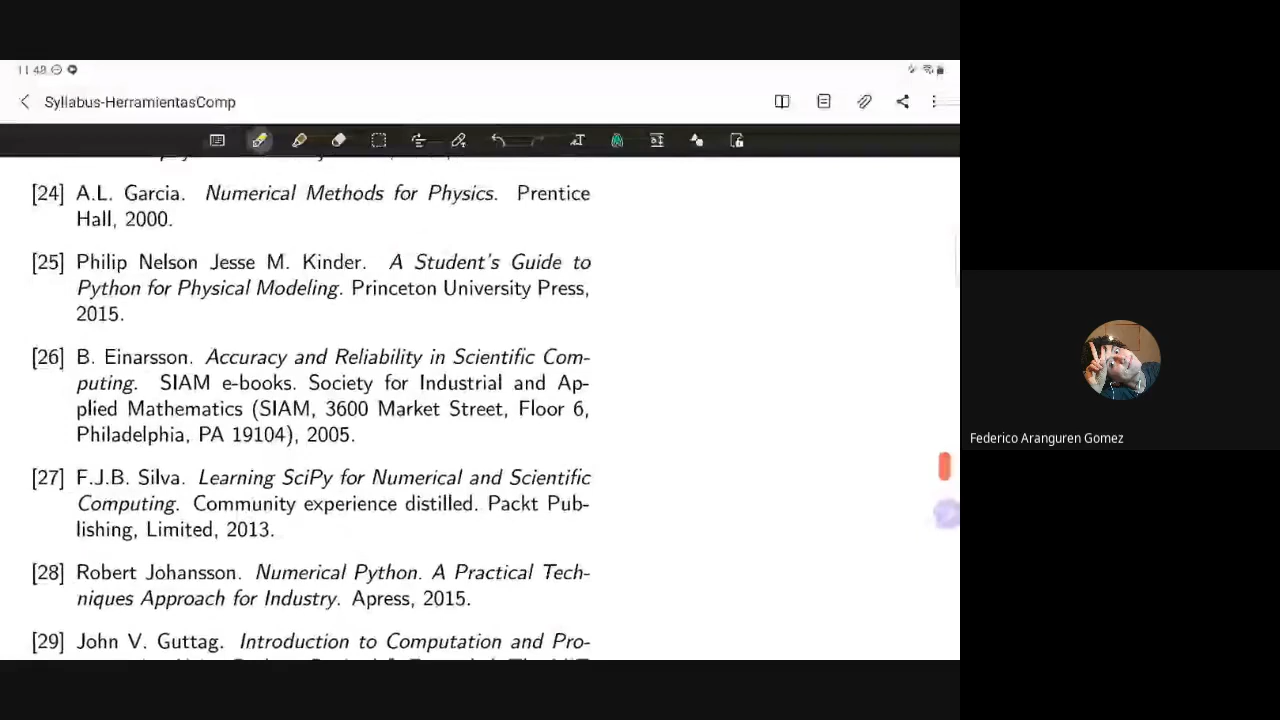 11:48
Syllabus-HerramientasComp
[24] A.L. Garcia. Numerical Methods for Physics. Prentice
Hall, 2000.
[25] Philip Nelson Jesse M. Kinder. A Student's Guide to
Python for Physical Modeling. Princeton University Press,
2015.
[26] B. Einarsson. Accuracy and Reliability in Scientific Com-
puting. SIAM e-books. Society for Industrial and Ap-
plied Mathematics (SIAM, 3600 Market Street, Floor 6,
Philadelphia, PA 19104), 2005.
[27] F.J.B. Silva. Learning SciPy for Numerical and Scientific
Computing. Community experience distilled. Packt Pub-
lishing, Limited, 2013.
[28] Robert Johansson. Numerical Python. A Practical Tech-
niques Approach for Industry. Apress, 2015.
[29] John V. Guttag. Introduction to Computation and Pro-
Federico Aranguren Gomez